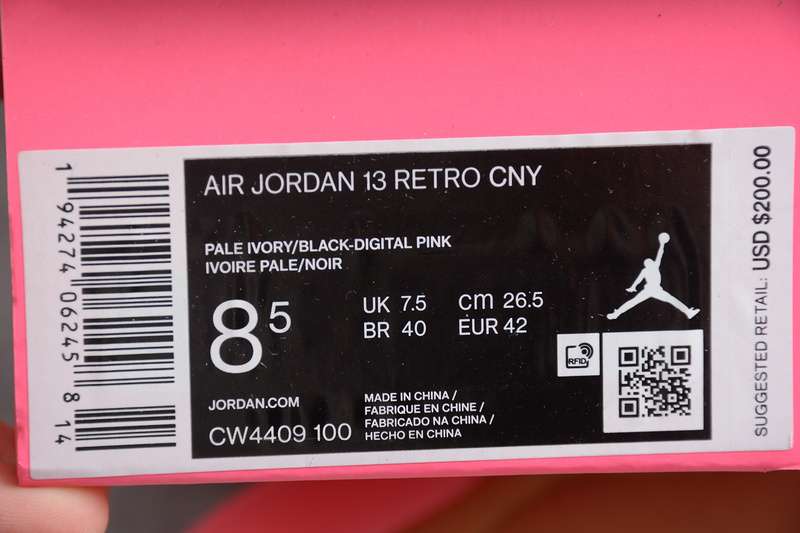 AIR JORDAN 13 RETRO CNY
PALE IVORY/BLACK-DIGITAL PINK
IVOIRE PALE/NOIR
8 5
UK 7.5 cm 26.5
BR 40 EUR 42
RFID
JORDAN.COM
CW4409 100
MADE IN CHINA /
FABRIQUE EN CHINE /
FABRICADO NA CHINA /
HECHO EN CHINA
1 94274 06245 8 14
SUGGESTED RETAIL: USD $200.00